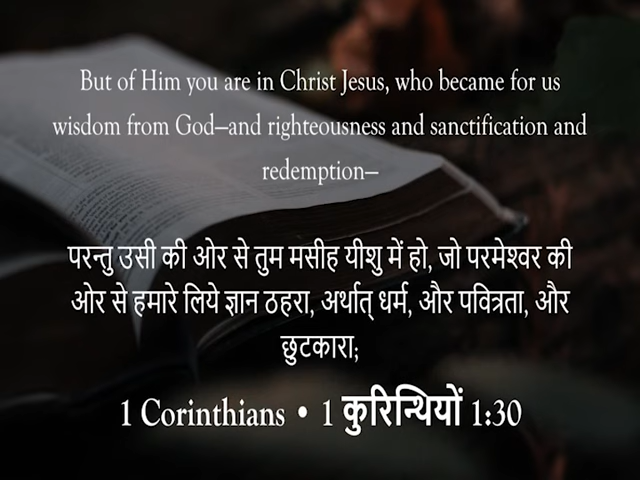 But of Him you are in Christ Jesus, who became for us
wisdom from God—and righteousness and sanctification and
redemption—
परन्तु उसी की ओर से तुम मसीह यीशु में हो, जो परमेश्वर की
ओर से हमारे लिये ज्ञान ठहरा, अर्थात् धर्म, और पवित्रता, और
छुटकारा;
1 Corinthians • 1 कुरिन्थियों 1:30